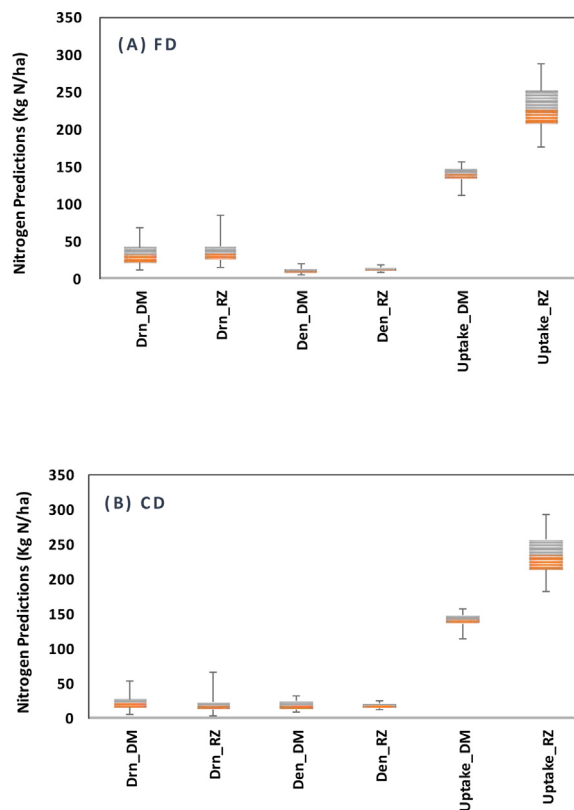 Nitrogen Predictions (Kg N/ha)
350
300
250
200
150
100
50
0
(A) FD
Drn_DM
Drn_RZ
Den_DM
Den_RZ
Uptake_DM
Uptake_RZ
Nitrogen Predictions (Kg N/ha)
350
300
250
200
150
100
50
0
(B) CD
Drn_DM
Drn_RZ
Den_DM
Den_RZ
Uptake_DM
Uptake_RZ